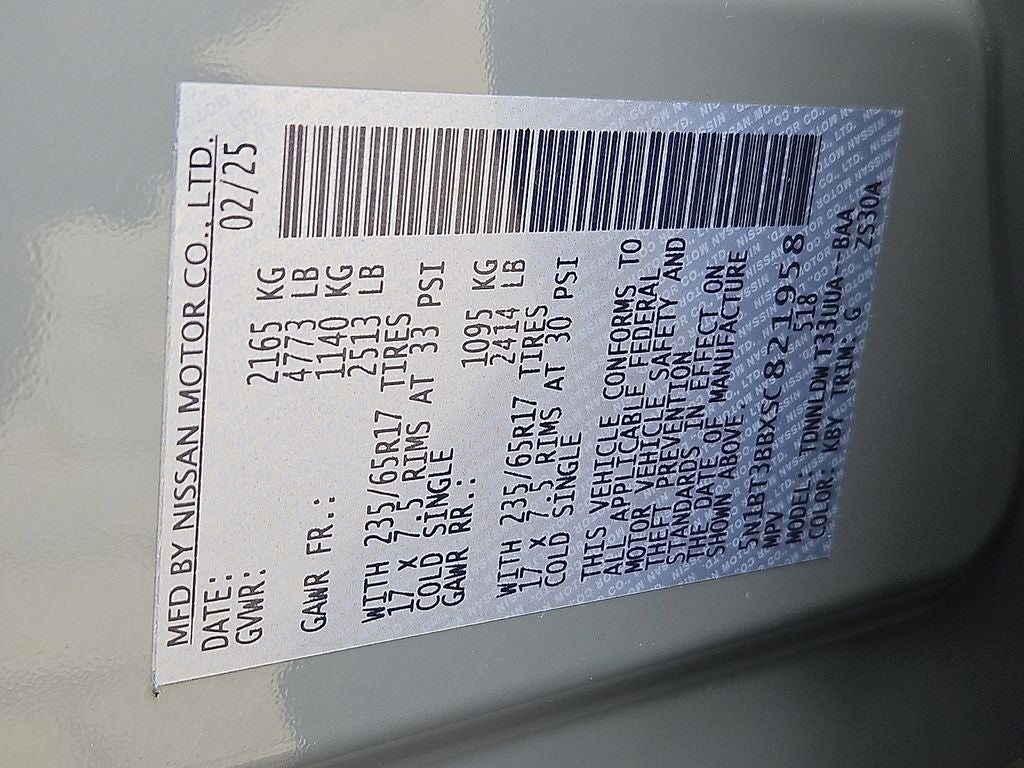 MFD BY NISSAN MOTOR CO., LTD.
DATE: 02/25
GVWR: 2165 KG
4773 LB
GAWR FR.: 1140 KG
2513 LB
WITH 235/65R17 TIRES
17 X 7.5 RIMS AT 33 PSI
COLD SINGLE
GAWR RR.: 1095 KG
2414 LB
WITH 235/65R17 TIRES
17 X 7.5 RIMS AT 30 PSI
COLD SINGLE
THIS VEHICLE CONFORMS TO
ALL APPLICABLE FEDERAL
MOTOR VEHICLE SAFETY AND
THEFT PREVENTION
STANDARDS IN EFFECT ON
THE DATE OF MANUFACTURE
SHOWN ABOVE.
5N1BT3BBXSC821958
MPV 518
MODEL: TDNNLDWT33UUA--BAA
COLOR: KBY TRIM: G ZS30A